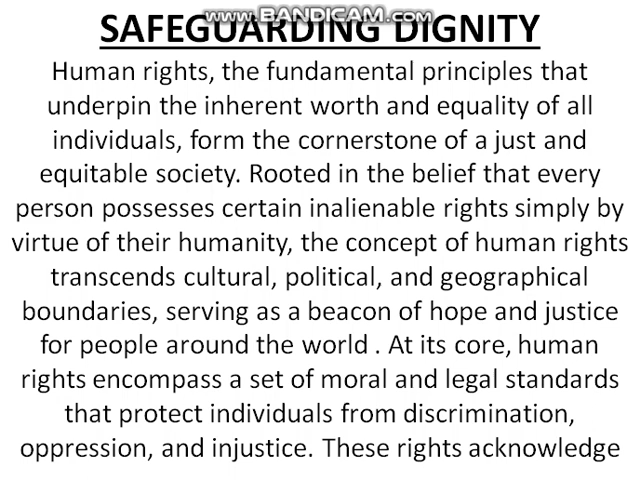 www.BANDICAM.com
SAFEGUARDING DIGNITY
Human rights, the fundamental principles that
underpin the inherent worth and equality of all
individuals, form the cornerstone of a just and
equitable society. Rooted in the belief that every
person possesses certain inalienable rights simply by
virtue of their humanity, the concept of human rights
transcends cultural, political, and geographical
boundaries, serving as a beacon of hope and justice
for people around the world . At its core, human
rights encompass a set of moral and legal standards
that protect individuals from discrimination,
oppression, and injustice. These rights acknowledge